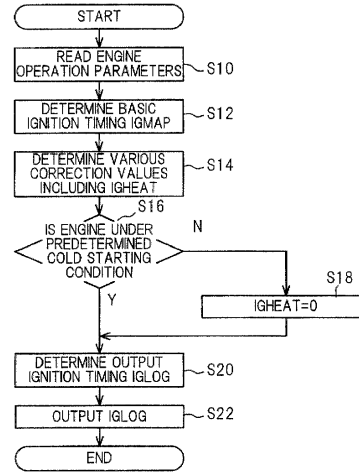 START
READ ENGINE
OPERATION PARAMETERS
S10
DETERMINE BASIC
IGNITION TIMING IGMAP
S12
DETERMINE VARIOUS
CORRECTION VALUES
INCLUDING IGHEAT
S14
S16
IS ENGINE UNDER
PREDETERMINED
COLD STARTING
CONDITION
N
Y
S18
IGHEAT=0
DETERMINE OUTPUT
IGNITION TIMING IGLOG
S20
OUTPUT IGLOG
S22
END